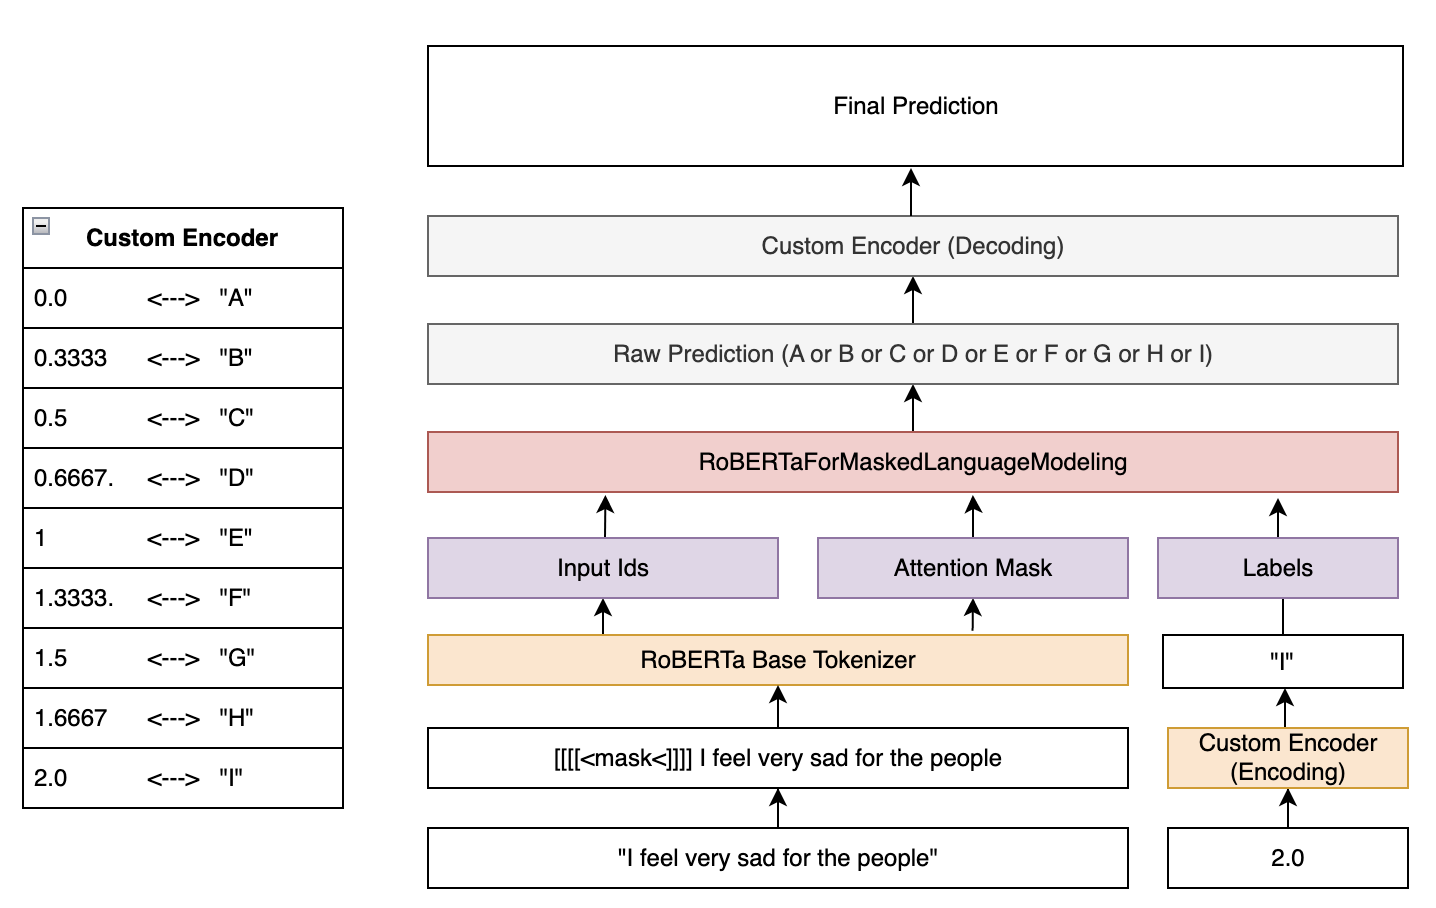 Final Prediction
Custom Encoder (Decoding)
Raw Prediction (A or B or C or D or E or F or G or H or I)
RoBERTaForMaskedLanguageModeling
Input Ids
Attention Mask
Labels
RoBERTa Base Tokenizer
"I"
[[[[<mask<]]]] I feel very sad for the people
Custom Encoder
(Encoding)
"I feel very sad for the people"
2.0
Custom Encoder
0.0 <---> "A"
0.3333 <---> "B"
0.5 <---> "C"
0.6667. <---> "D"
1 <---> "E"
1.3333. <---> "F"
1.5 <---> "G"
1.6667 <---> "H"
2.0 <---> "I"